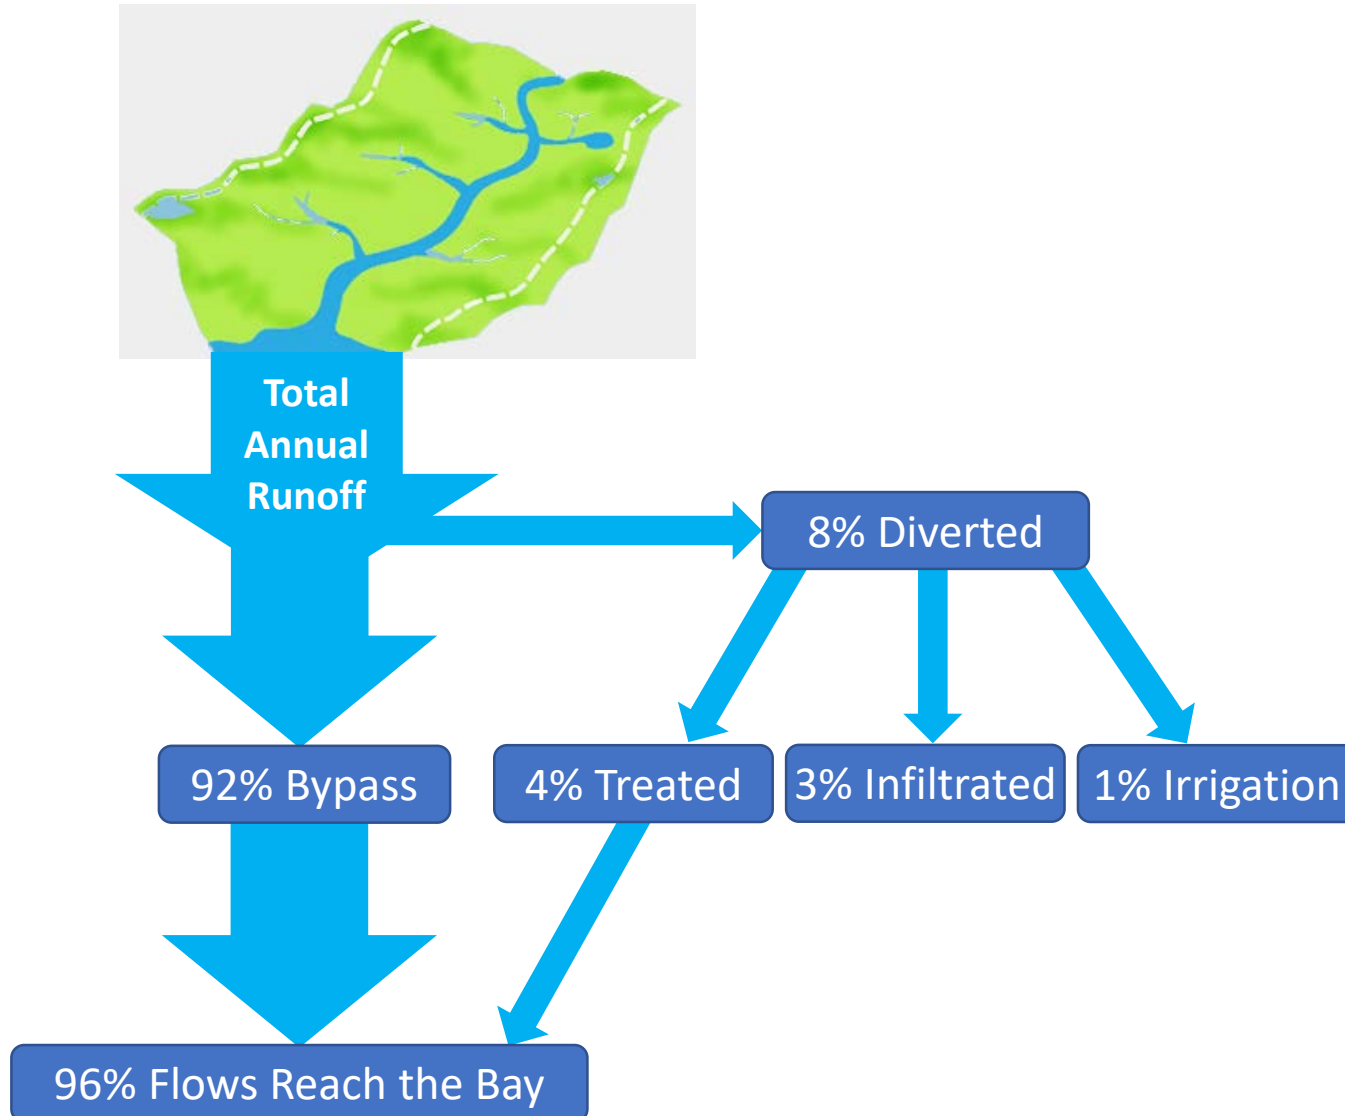 Total
Annual
Runoff
8% Diverted
92% Bypass
4% Treated
3% Infiltrated
1% Irrigation
96% Flows Reach the Bay